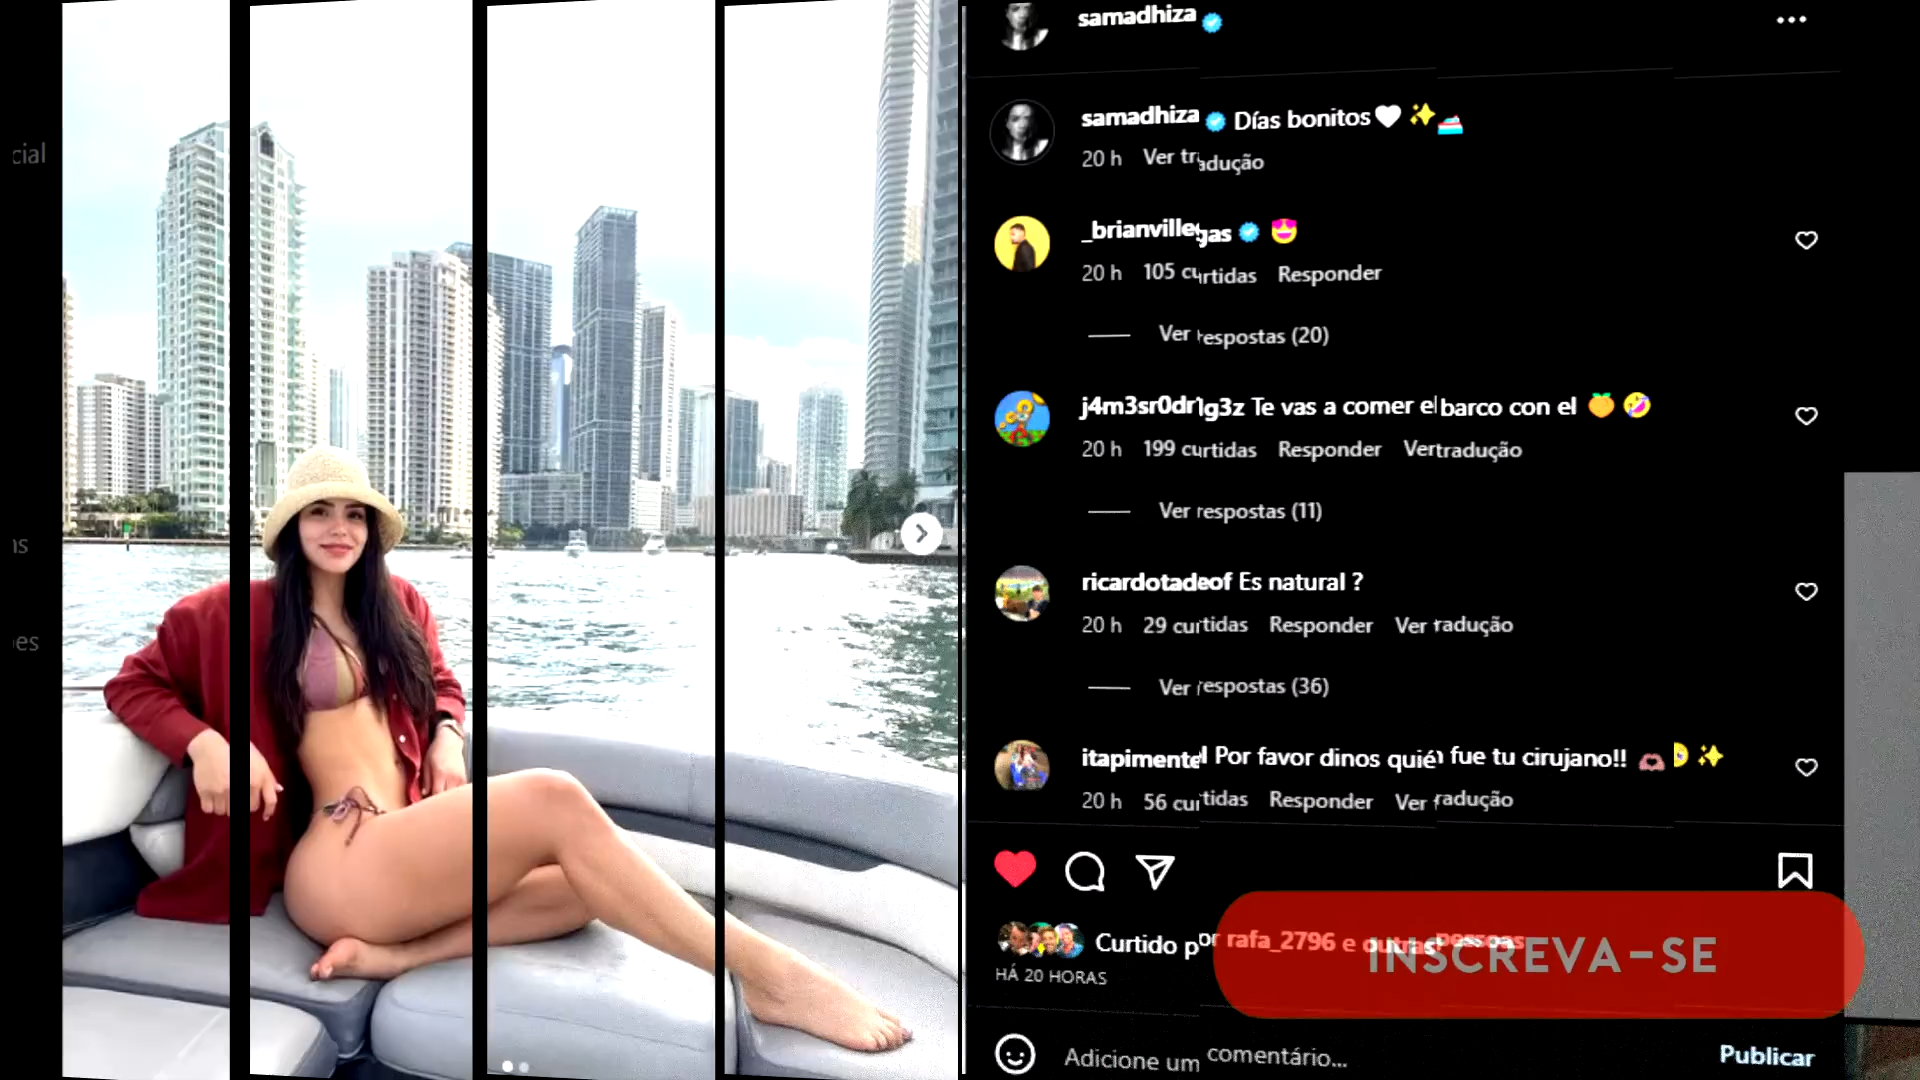 samadhiza
cial
samadhiza Días bonitos🤍✨🚤
20 h Ver tradução
_brianvillegas 😍
20 h 105 curtidas Responder
Ver respostas (20)
j4m3sr0dr1g3z Te vas a comer el barco con el 🍑🤣
20 h 199 curtidas Responder Ver tradução
Ver respostas (11)
ns
ricardotadeof Es natural ?
20 h 29 curtidas Responder Ver tradução
Ver respostas (36)
es
itapimentel Por favor dinos quién fue tu cirujano!! 🫶 ✨
20 h 56 curtidas Responder Ver tradução
Curtido por rafa_2796 e outras pessoas
INSCREVA-SE
HÁ 20 HORAS
Adicione um comentário...
Publicar